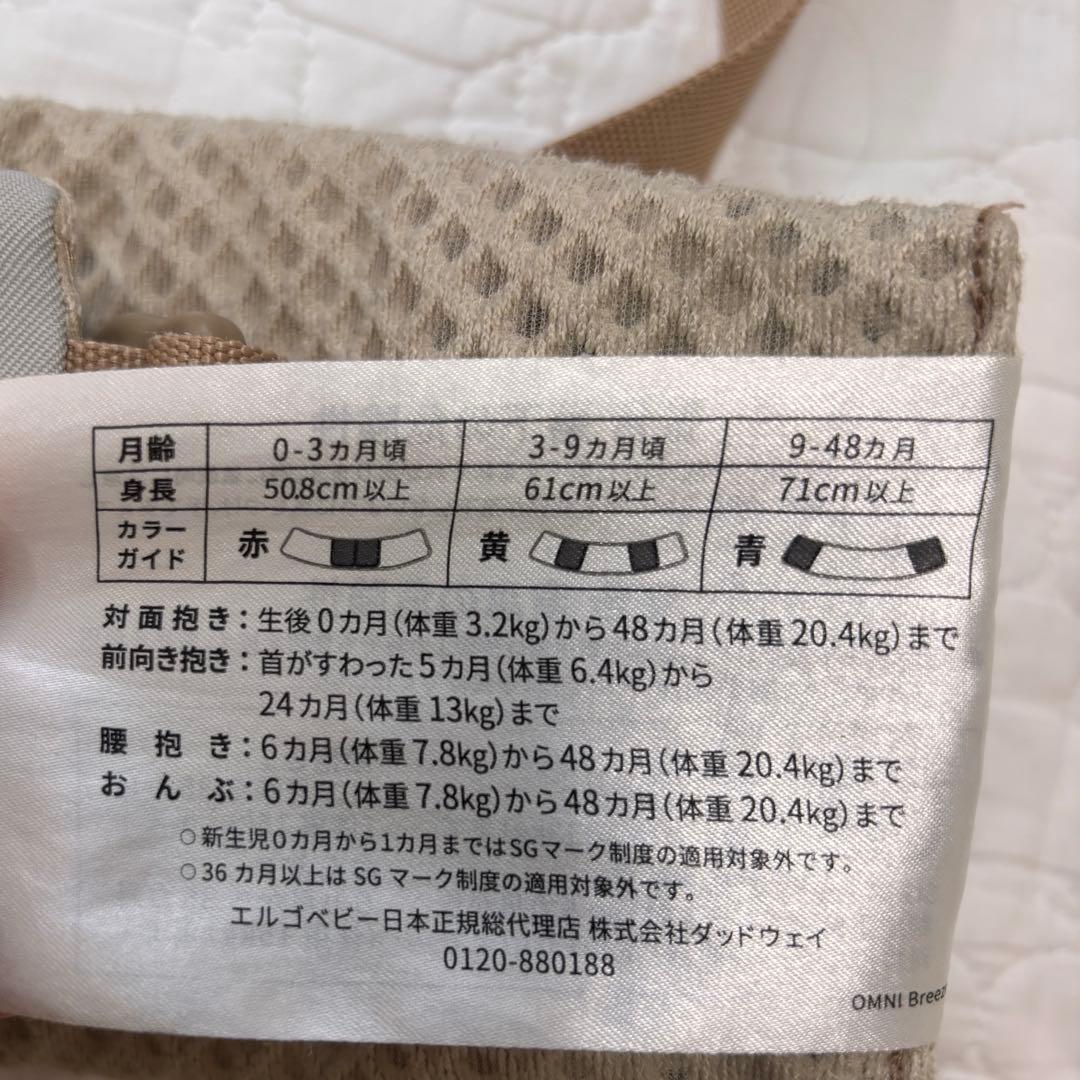 月齢 0-3カ月頃 3-9カ月頃 9-48カ月
身長 50.8cm以上 61cm以上 71cm以上
カラーガイド 赤 黄 青
対面抱き：生後0カ月（体重3.2kg）から48カ月（体重20.4kg）まで
前向き抱き：首がすわった5カ月（体重6.4kg）から
24カ月（体重13kg）まで
腰抱き：6カ月（体重7.8kg）から48カ月（体重20.4kg）まで
おんぶ：6カ月（体重7.8kg）から48カ月（体重20.4kg）まで
○新生児0カ月から1カ月まではSGマーク制度の適用対象外です。
○36カ月以上はSGマーク制度の適用対象外です。
エルゴベビー日本正規総代理店 株式会社ダッドウェイ
0120-880188
OMNI Breez